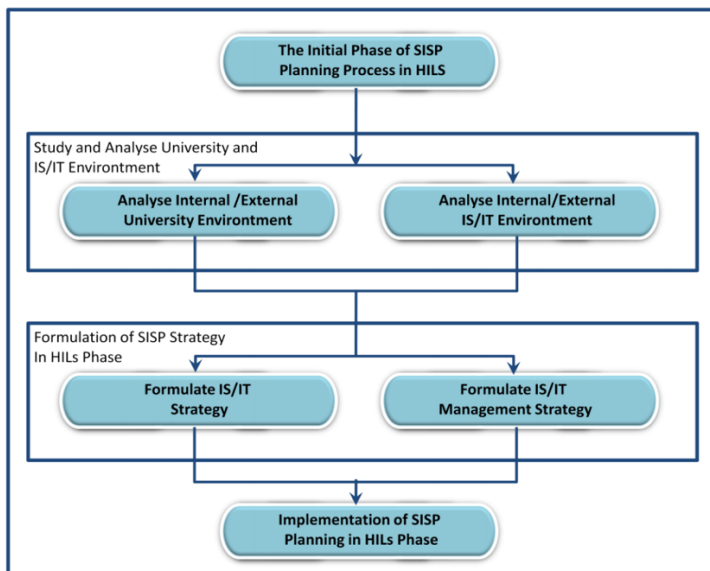 The Initial Phase of SISP
Planning Process in HILS
Study and Analyse University and
IS/IT Environtment
Analyse Internal /External
University Environtment
Analyse Internal/External
IS/IT Environtment
Formulation of SISP Strategy
In HILs Phase
Formulate IS/IT
Strategy
Formulate IS/IT
Management Strategy
Implementation of SISP
Planning in HILs Phase